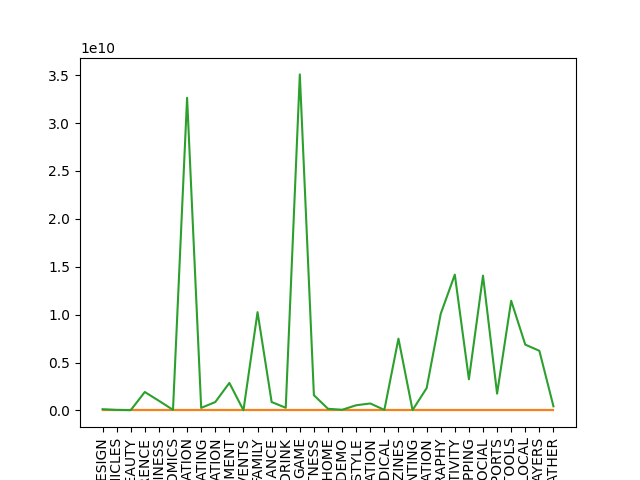 1e10
3.5
3.0
2.5
2.0
1.5
1.0
0.5
0.0
ESIGN
ICLES
EAUTY
RENCE
INESS
OMICS
ATION
ATING
ATION
MENT
VENTS
FAMILY
ANCE
DRINK
GAME
TNESS
HOME
DEMO
STYLE
ATION
DICAL
ZINES
NTING
ATION
RAPHY
TIVITY
PPING
OCIAL
PORTS
TOOLS
LOCAL
AYERS
ATHER